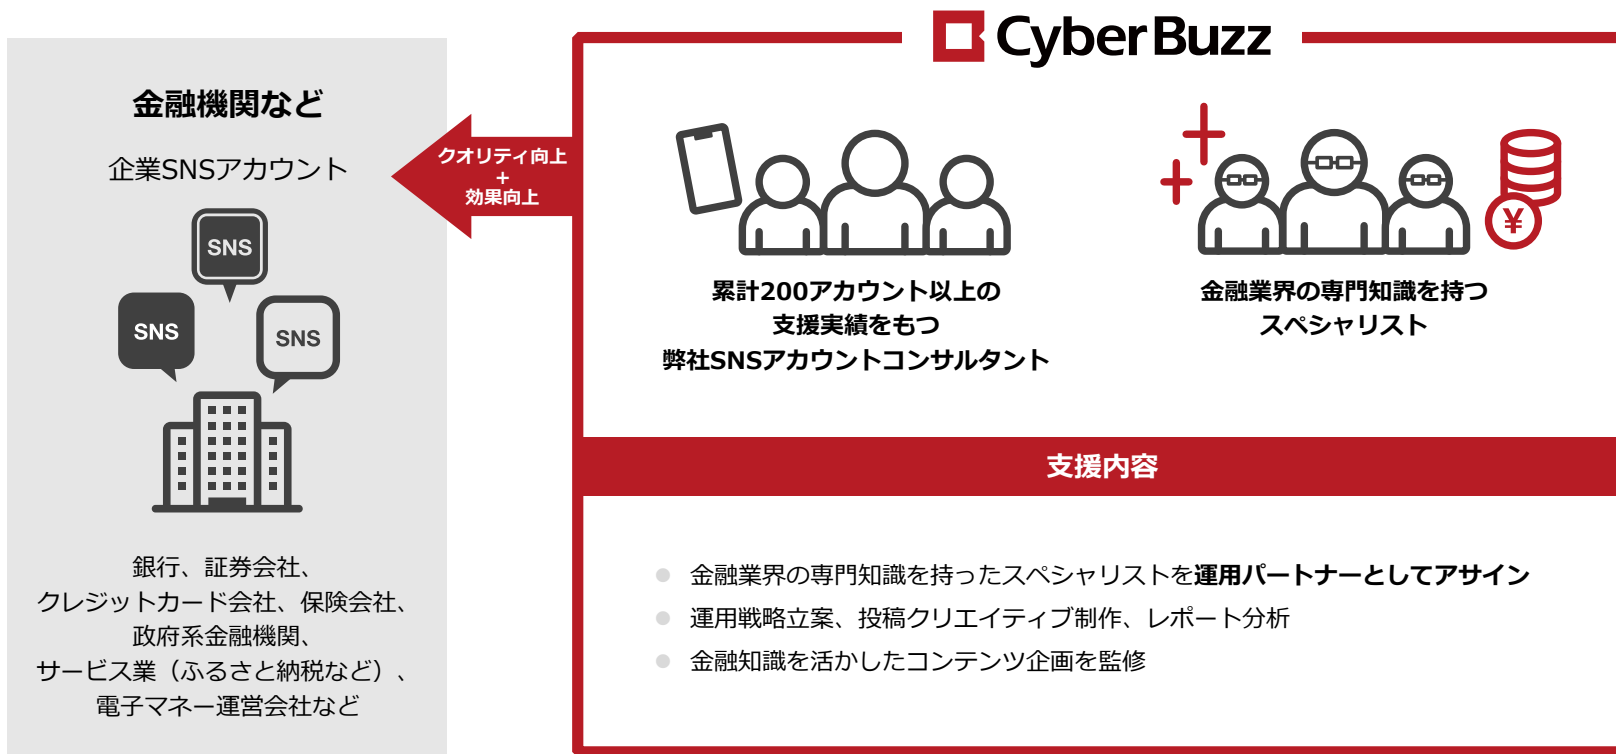 CyberBuzz
金融機関など
企業SNSアカウント
SNS
SNS
SNS
銀行、証券会社、
クレジットカード会社、保険会社、
政府系金融機関、
サービス業（ふるさと納税など）、
電子マネー運営会社など
クオリティ向上
+
効果向上
累計200アカウント以上の
支援実績をもつ
弊社SNSアカウントコンサルタント
¥
金融業界の専門知識を持つ
スペシャリスト
支援内容
金融業界の専門知識を持ったスペシャリストを運用パートナーとしてアサイン
運用戦略立案、投稿クリエイティブ制作、レポート分析
金融知識を活かしたコンテンツ企画を監修